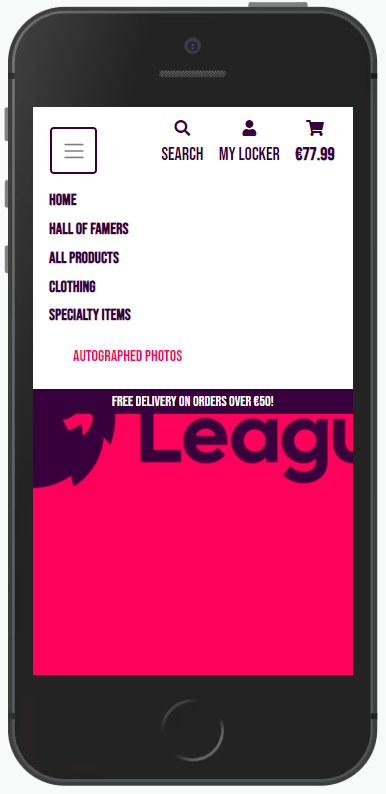 SEARCH MY LOCKER €77.99
HOME
HALL OF FAMERS
ALL PRODUCTS
CLOTHING
SPECIALTY ITEMS
AUTOGRAPHED PHOTOS
FREE DELIVERY ON ORDERS OVER €50!
Leagu